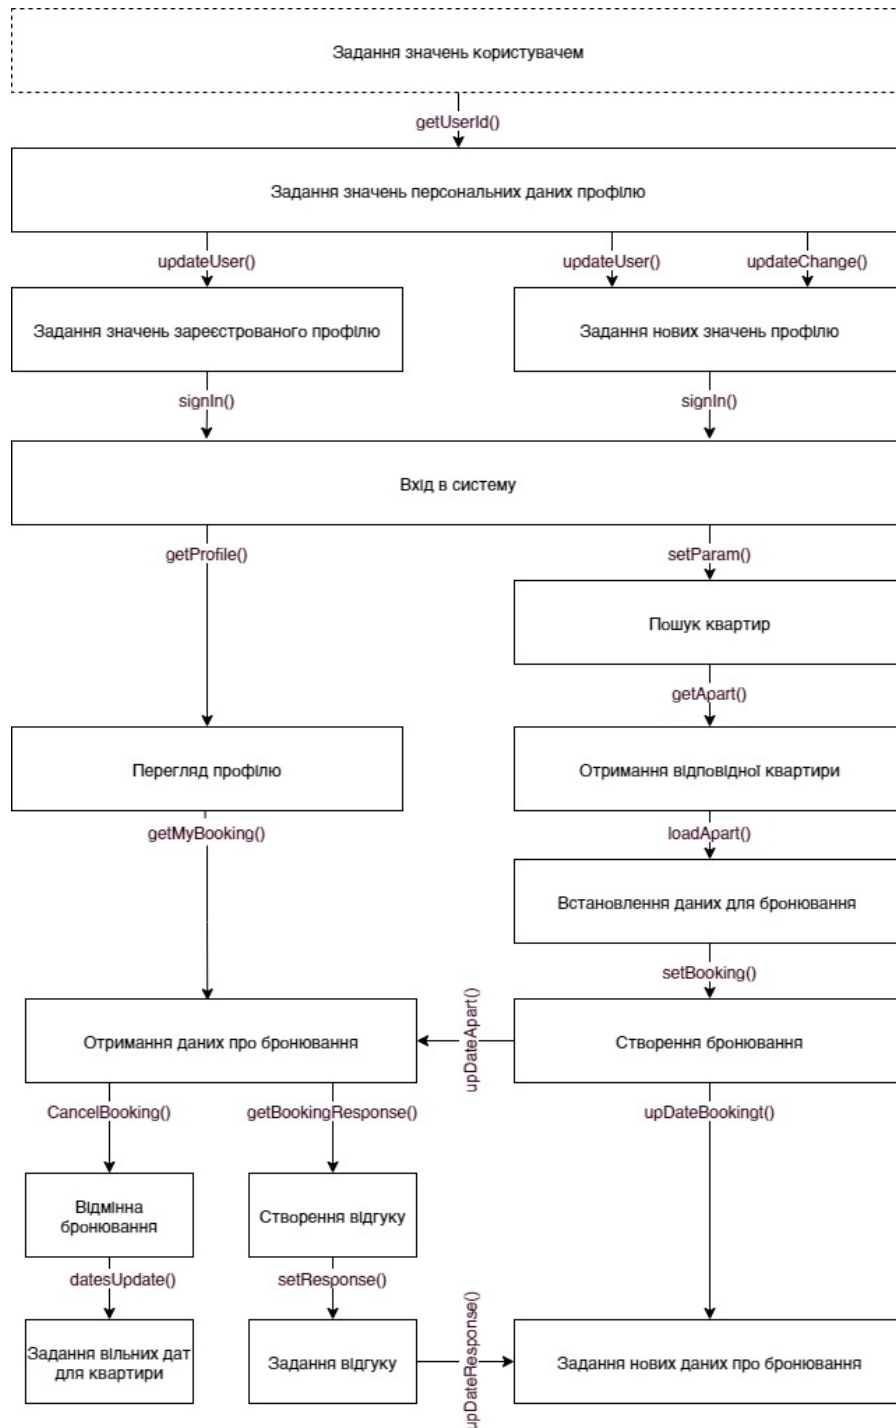 Задання значень користувачем
getUserId()
Задання значень персональних даних профілю
updateUser()
updateUser()
updateChange()
Задання значень зареєстрованого профілю
Задання нових значень профілю
signIn()
signIn()
Вхід в систему
getProfile()
setParam()
Пошук квартир
getApart()
Перегляд профілю
Отримання відповідної квартири
getMyBooking()
loadApart()
Встановлення даних для бронювання
setBooking()
Отримання даних про бронювання
upDateApart()
Створення бронювання
CancelBooking()
getBookingResponse()
upDateBookingt()
Відмінна
бронювання
Створення відгуку
datesUpdate()
setResponse()
Задання вільних дат
для квартири
Задання відгуку
upDateResponse()
Задання нових даних про бронювання